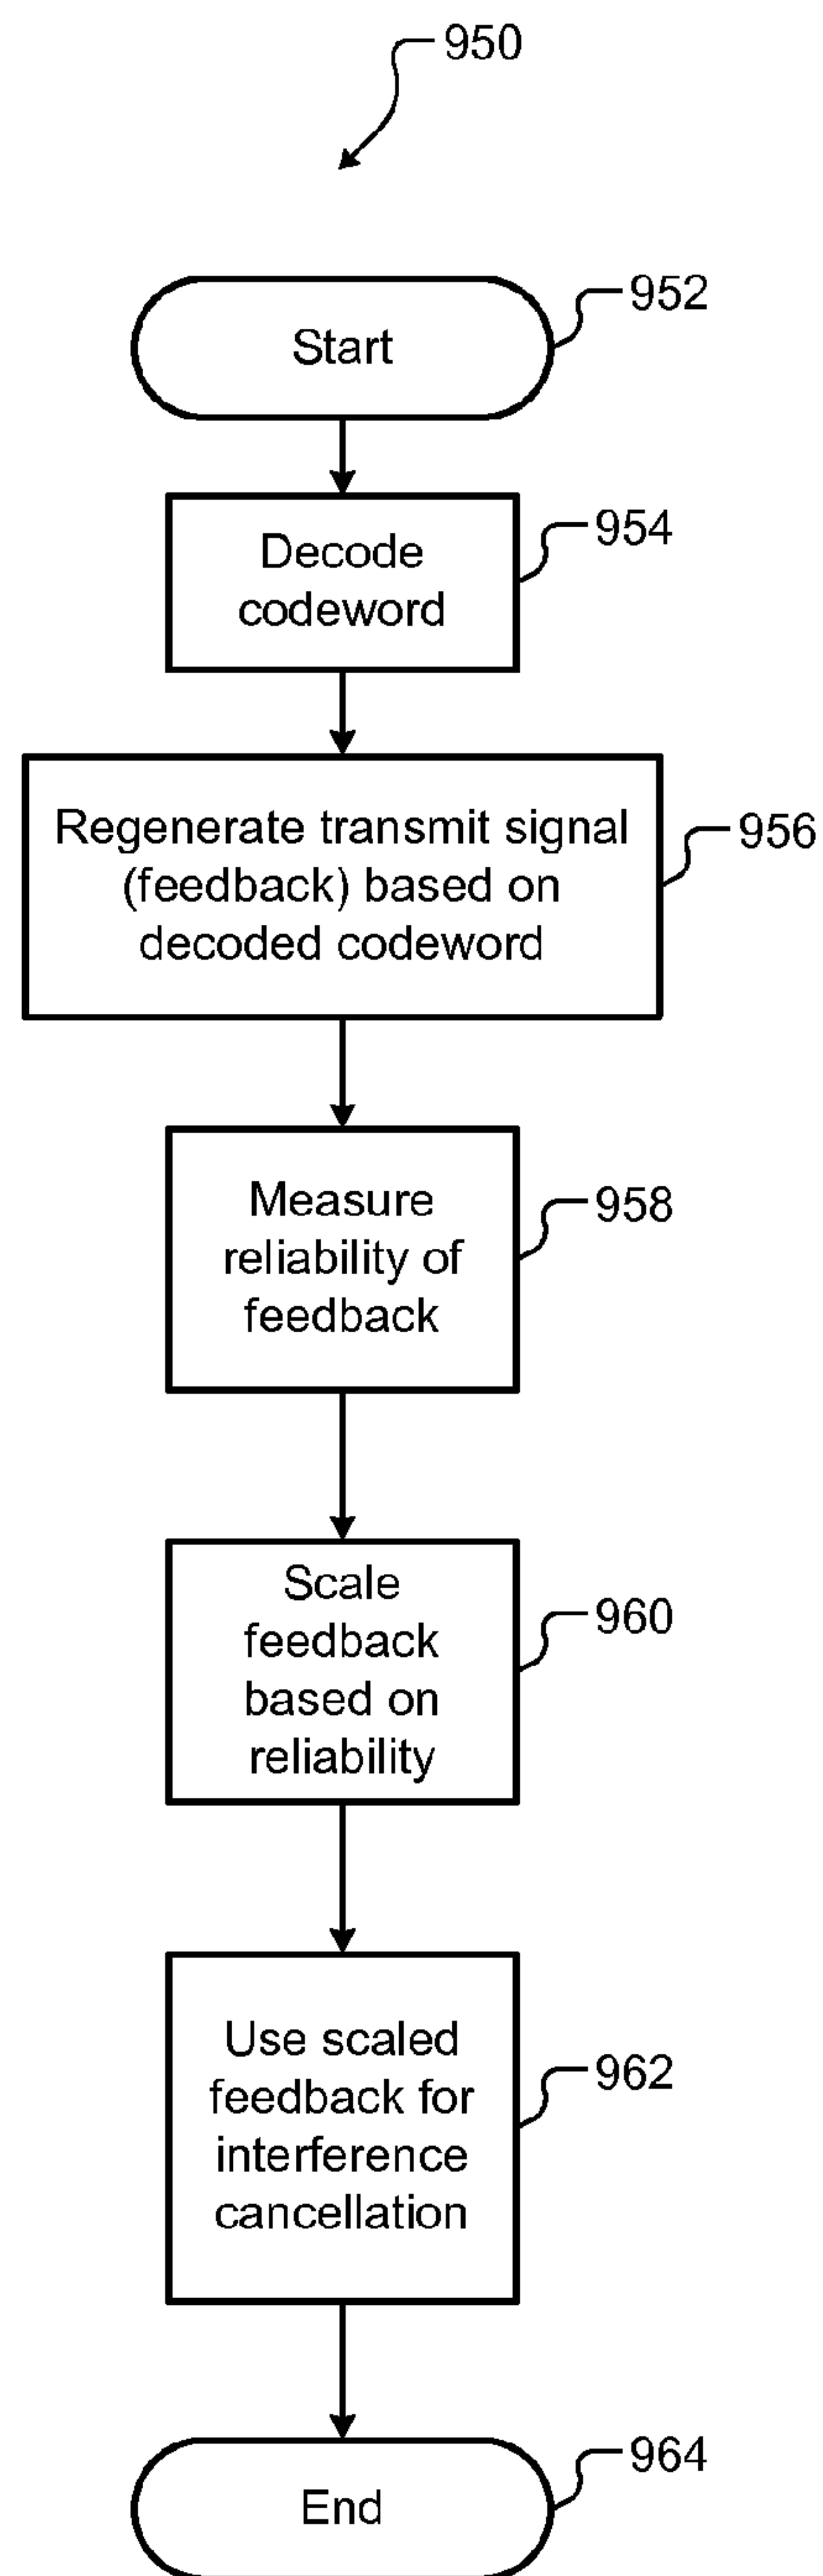 950
952
Start
954
Decode
codeword
956
Regenerate transmit signal
(feedback) based on
decoded codeword
958
Measure
reliability of
feedback
960
Scale
feedback
based on
reliability
962
Use scaled
feedback for
interference
cancellation
964
End